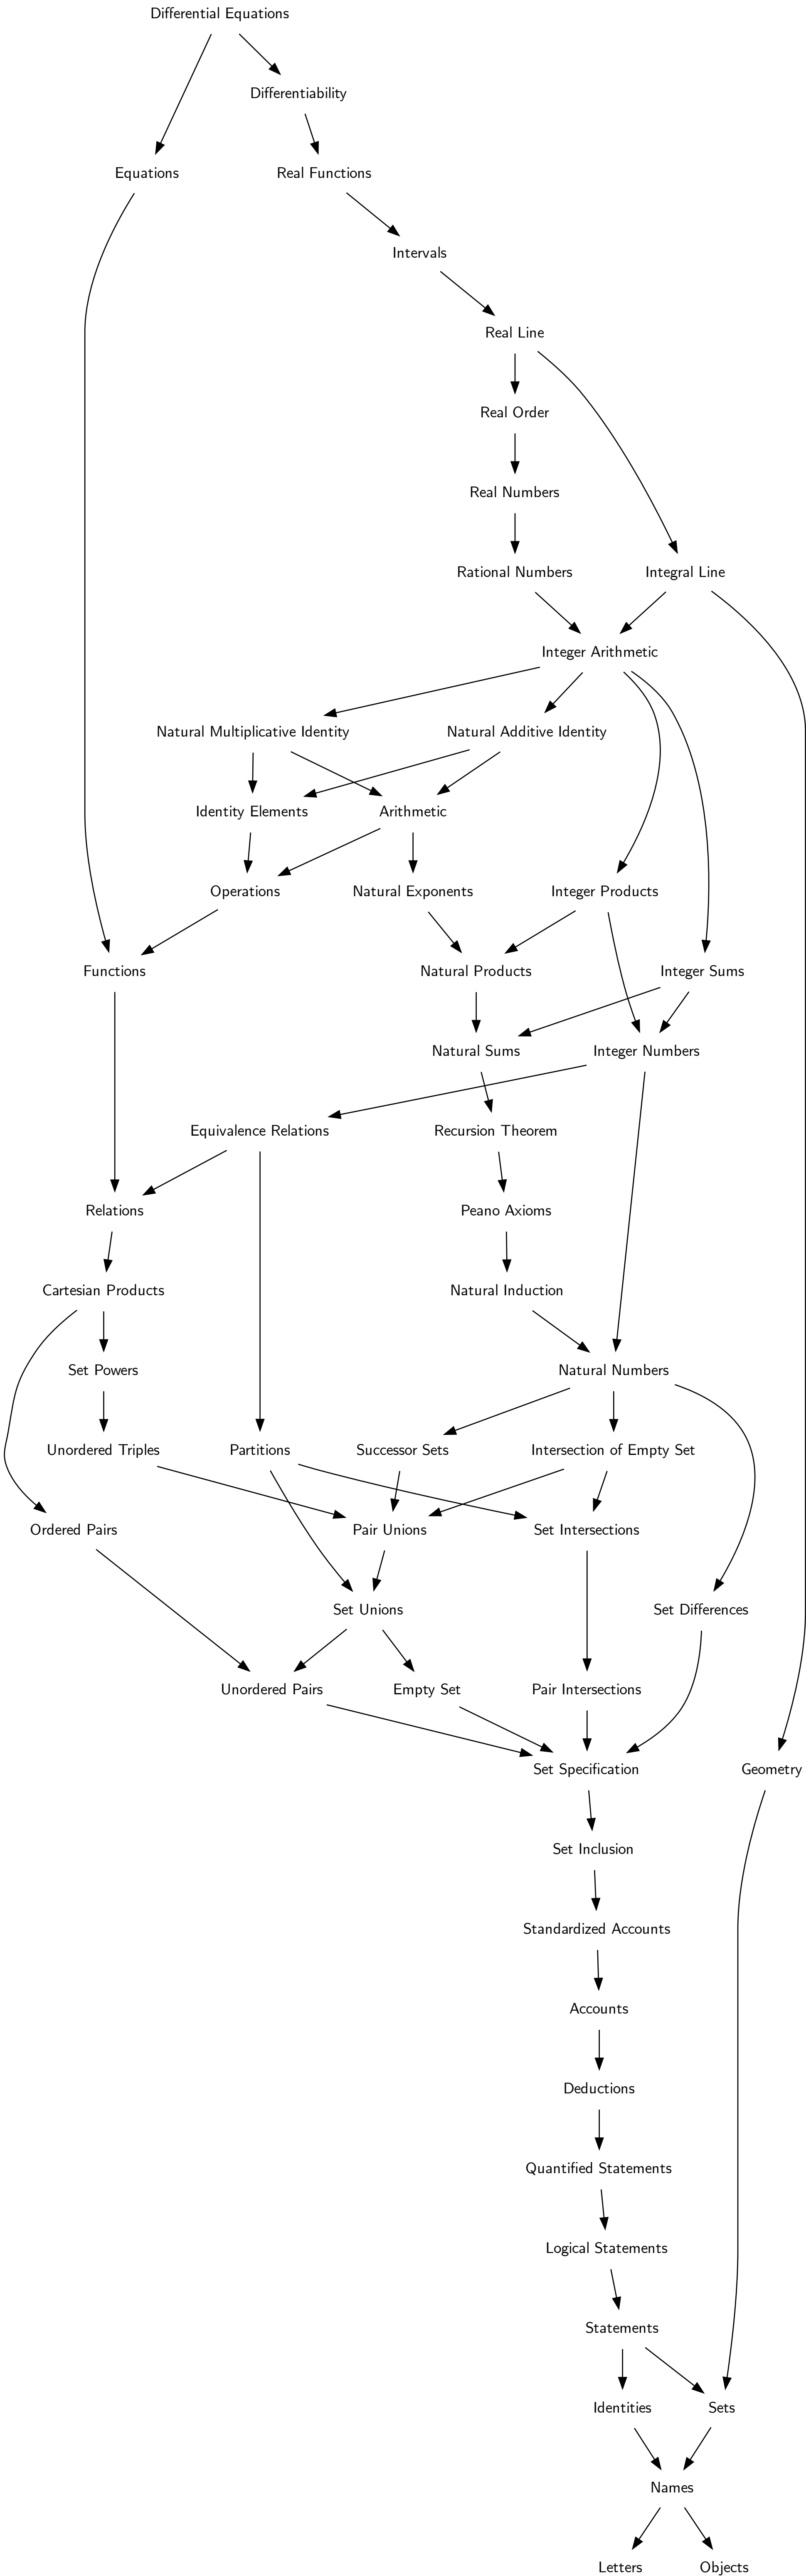 Differential Equations
Differentiability
Equations
Real Functions
Intervals
Real Line
Real Order
Real Numbers
Rational Numbers
Integral Line
Integer Arithmetic
Natural Multiplicative Identity
Natural Additive Identity
Identity Elements
Arithmetic
Operations
Natural Exponents
Integer Products
Functions
Natural Products
Integer Sums
Natural Sums
Integer Numbers
Equivalence Relations
Recursion Theorem
Relations
Peano Axioms
Cartesian Products
Natural Induction
Set Powers
Natural Numbers
Unordered Triples
Partitions
Successor Sets
Intersection of Empty Set
Ordered Pairs
Pair Unions
Set Intersections
Set Unions
Set Differences
Unordered Pairs
Empty Set
Pair Intersections
Set Specification
Geometry
Set Inclusion
Standardized Accounts
Accounts
Deductions
Quantified Statements
Logical Statements
Statements
Identities
Sets
Names
Letters
Objects